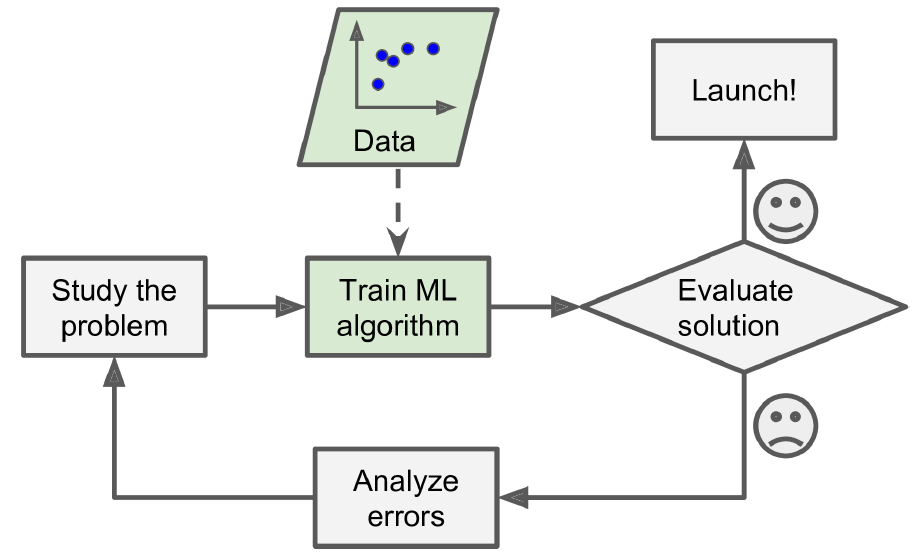 Data
Launch!
Study the
problem
Train ML
algorithm
Evaluate
solution
Analyze
errors